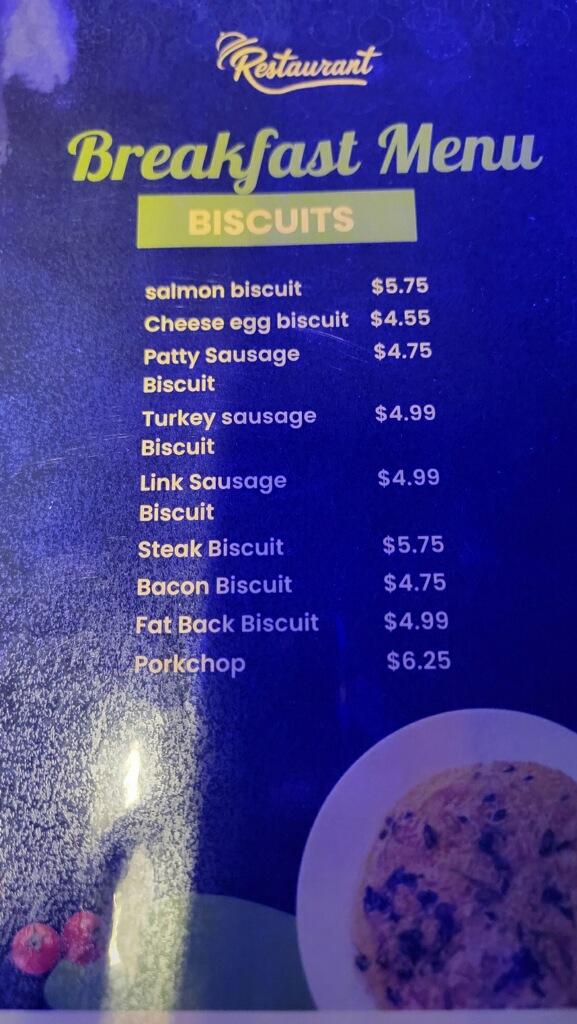 Restaurant
Breakfast Menu
BISCUITS
salmon biscuit $5.75
Cheese egg biscuit $4.55
Patty Sausage $4.75
Biscuit
Turkey sausage $4.99
Biscuit
Link Sausage $4.99
Biscuit
Steak Biscuit $5.75
Bacon Biscuit $4.75
Fat Back Biscuit $4.99
Porkchop $6.25